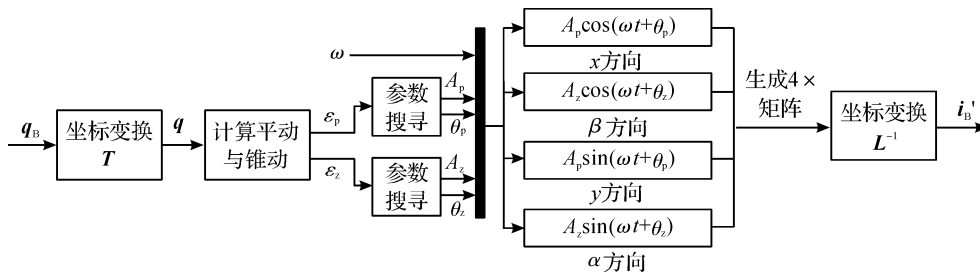 q_B
坐标变换
T
q
计算平动
与锥动
ε_p
ε_z
ω
参数
搜寻
A_p
θ_p
参数
搜寻
A_z
θ_z
A_p cos(ωt+θ_p)
x方向
A_z cos(ωt+θ_z)
β方向
A_p sin(ωt+θ_p)
y方向
A_z sin(ωt+θ_z)
α方向
生成4×
矩阵
坐标变换
L⁻¹
i_B'